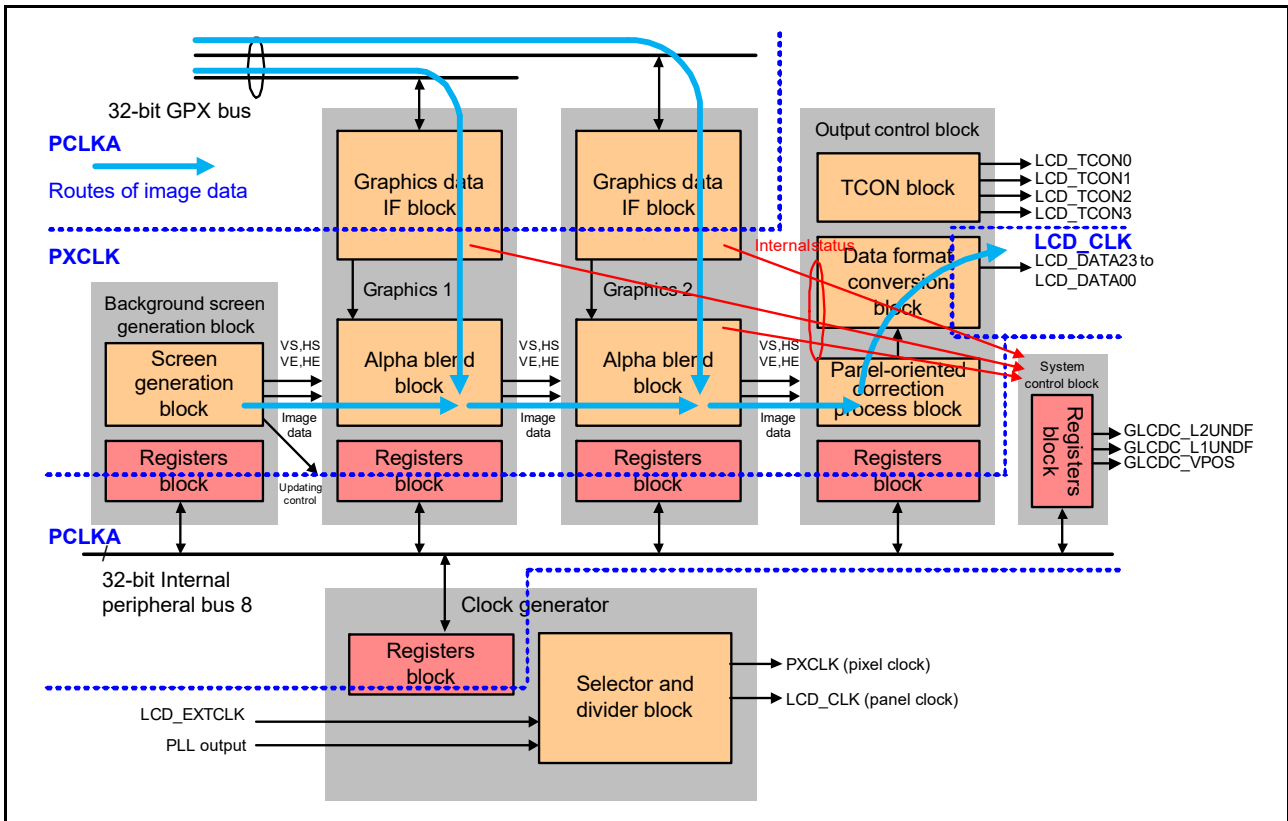 32-bit GPX bus
PCLKA
Routes of image data
PXCLK
Graphics data
IF block
Graphics 1
Graphics data
IF block
Graphics 2
Output control block
TCON block
LCD_TCON0
LCD_TCON1
LCD_TCON2
LCD_TCON3
Internalstatus
LCD_CLK
LCD_DATA23 to
LCD_DATA00
Data format
conversion
block
Background screen
generation block
Screen
generation
block
VS,HS
VE,HE
Image
data
Alpha blend
block
VS,HS
VE,HE
Image
data
Alpha blend
block
VS,HS
VE,HE
Image
data
Panel-oriented
correction
process block
System
control block
Registers
block
GLCDC_L2UNDF
GLCDC_L1UNDF
GLCDC_VPOS
Registers
block
Updating
control
Registers
block
Registers
block
Registers
block
PCLKA
32-bit Internal
peripheral bus 8
Clock generator
Registers
block
Selector and
divider block
PXCLK (pixel clock)
LCD_CLK (panel clock)
LCD_EXTCLK
PLL output